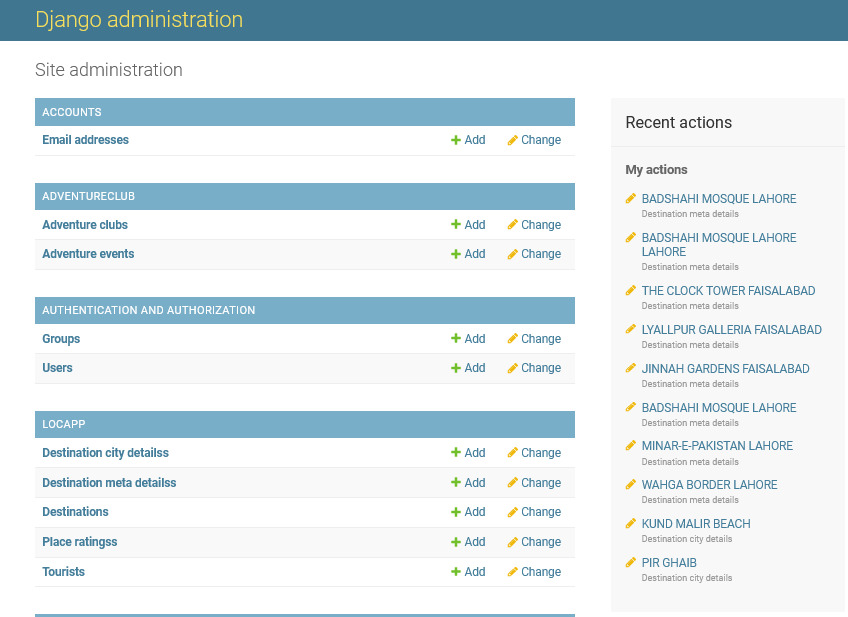 Django administration
Site administration
ACCOUNTS
Email addresses Add Change
ADVENTURECLUB
Adventure clubs Add Change
Adventure events Add Change
AUTHENTICATION AND AUTHORIZATION
Groups Add Change
Users Add Change
LOCAPP
Destination city detailss Add Change
Destination meta detailss Add Change
Destinations Add Change
Place ratingss Add Change
Tourists Add Change
Recent actions
My actions
BADSHAHI MOSQUE LAHORE
Destination meta details
BADSHAHI MOSQUE LAHORE
LAHORE
Destination meta details
THE CLOCK TOWER FAISALABAD
Destination meta details
LYALLPUR GALLERIA FAISALABAD
Destination meta details
JINNAH GARDENS FAISALABAD
Destination meta details
BADSHAHI MOSQUE LAHORE
Destination meta details
MINAR-E-PAKISTAN LAHORE
Destination meta details
WAHGA BORDER LAHORE
Destination meta details
KUND MALIR BEACH
Destination city details
PIR GHAIB
Destination city details